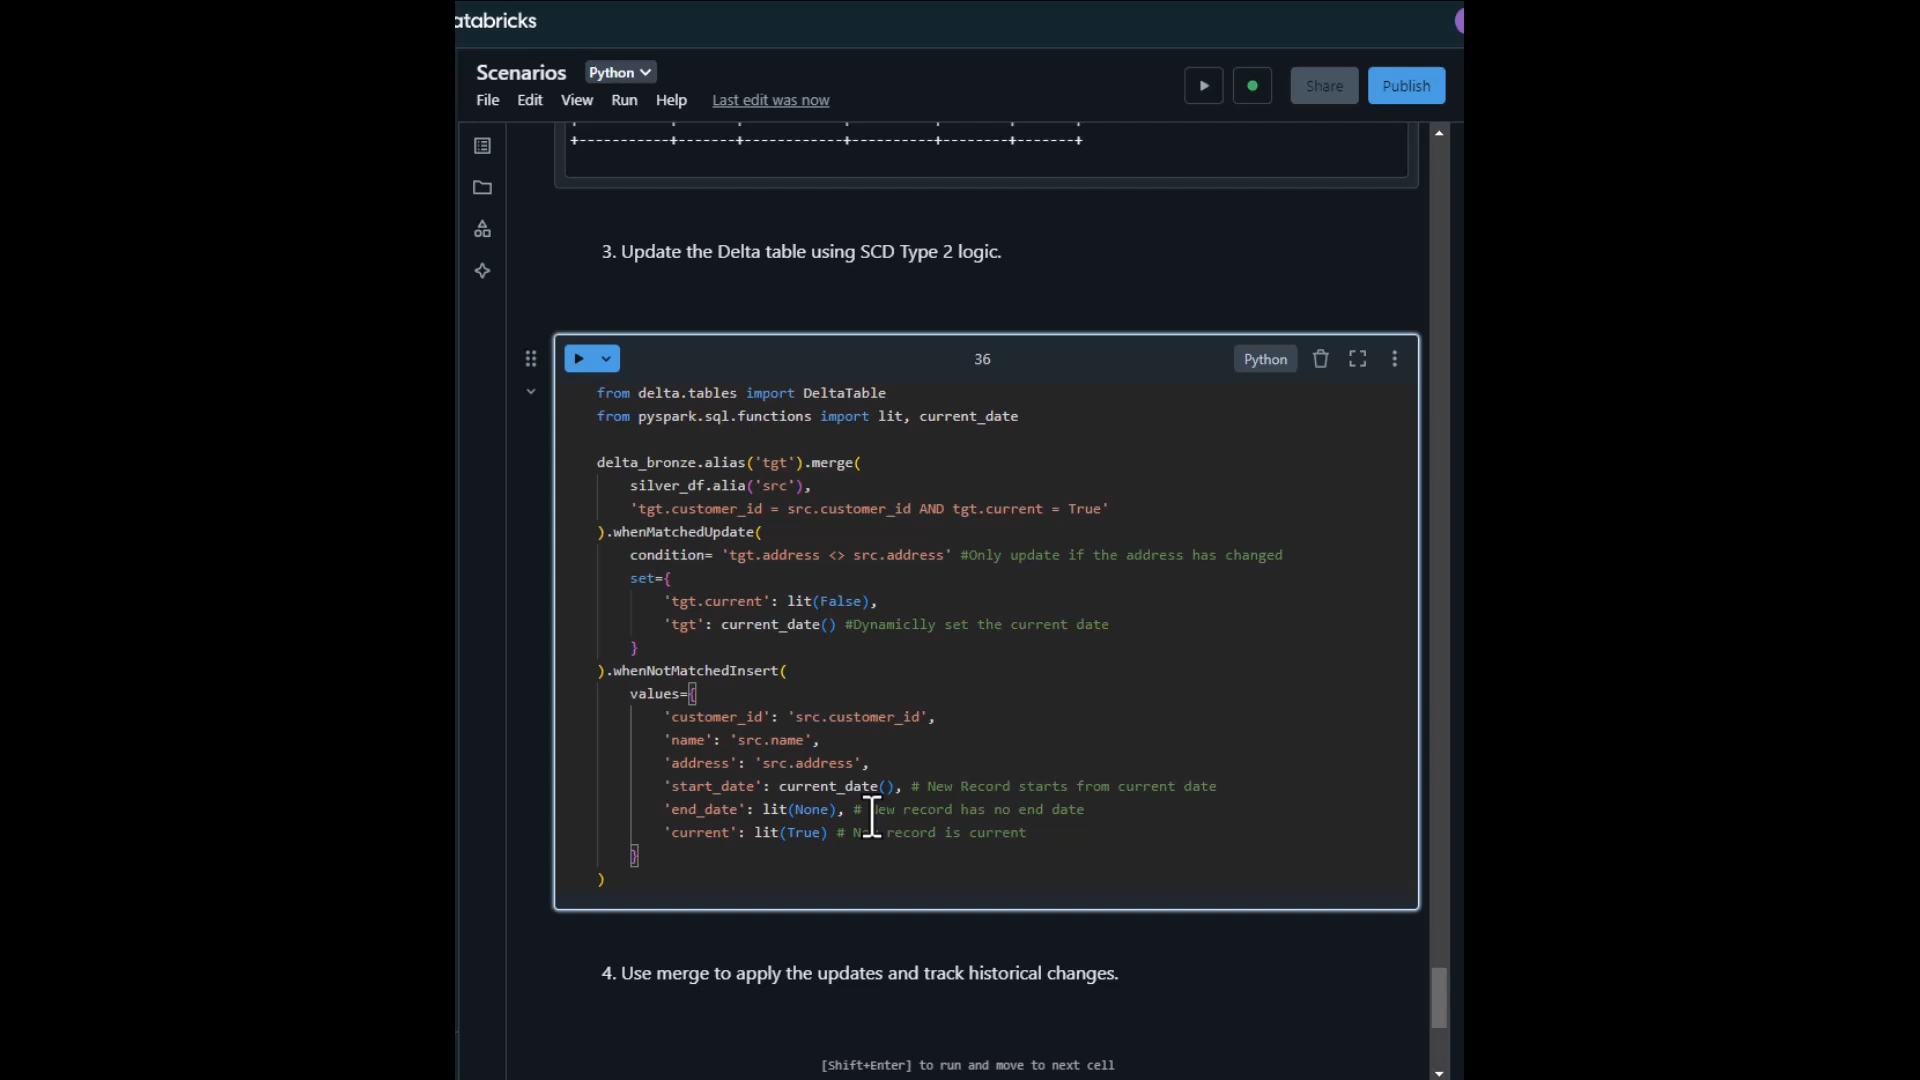 atabricks
Scenarios Python
File Edit View Run Help Last edit was now
Share Publish
+-----------+-------+------------+----------+--------+-------+
3. Update the Delta table using SCD Type 2 logic.
36
Python
from delta.tables import DeltaTable
from pyspark.sql.functions import lit, current_date
delta_bronze.alias('tgt').merge(
silver_df.alia('src'),
'tgt.customer_id = src.customer_id AND tgt.current = True'
).whenMatchedUpdate(
condition= 'tgt.address <> src.address' #Only update if the address has changed
set={
'tgt.current': lit(False),
'tgt': current_date() #Dynamiclly set the current date
}
).whenNotMatchedInsert(
values={
'customer_id': 'src.customer_id',
'name': 'src.name',
'address': 'src.address',
'start_date': current_date(), # New Record starts from current date
'end_date': lit(None), # New record has no end date
'current': lit(True) # New record is current
}
)
4. Use merge to apply the updates and track historical changes.
[Shift+Enter] to run and move to next cell